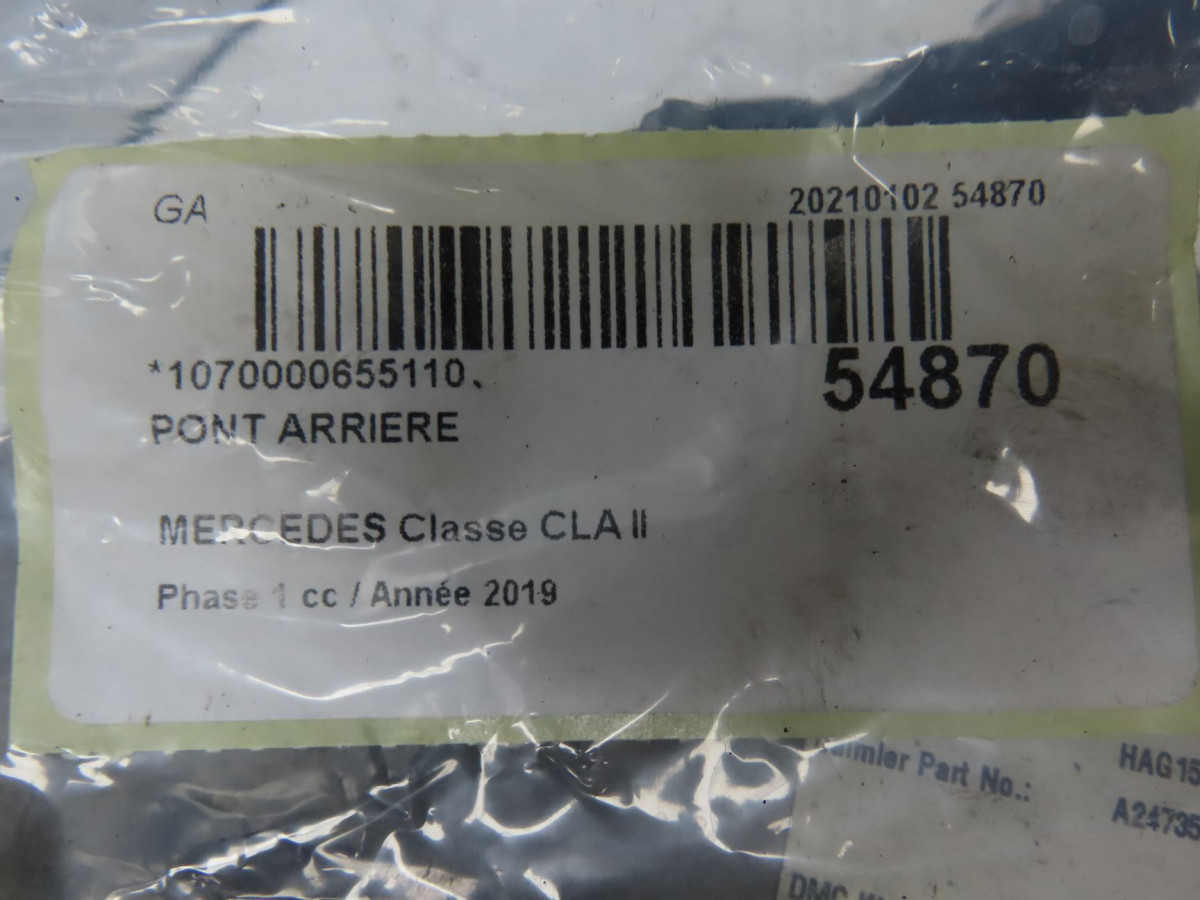 GA
20210102 54870
*1070000655110
54870
PONT ARRIERE
MERCEDES Classe CLA II
Phase 1 cc / Année 2019
Part No.:
HAG15
A24735
DMC